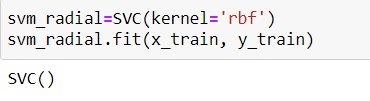 svm_radial=SVC(kernel='rbf')
svm_radial.fit(x_train, y_train)
SVC()